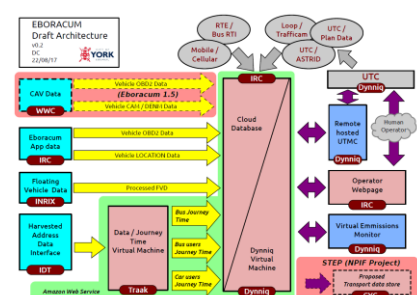 EBORACUM
Draft Architecture
v0.2
DC
22/08/17
YORK
RTE /
Bus RTI
Mobile /
Cellular
Loop /
Trafficam
UTC /
ASTRID
UTC /
Plan Data
CAV Data
WWC
Vehicle OBD2 Data
(Eboracum 1.5)
Vehicle CAM / DENM Data
IRC
Cloud
Database
Dynniq
Virtual
Machine
Dynniq
UTC
Dynniq
Remote
hosted
UTMC
Dynniq
Human
Operator
Eboracum
App data
IRC
Vehicle OBD2 Data
Vehicle LOCATION Data
Floating
Vehicle Data
INRIX
Processed FVD
Operator
Webpage
IRC
Harvested
Address
Data
Interface
IDT
Data / Journey
Time
Virtual Machine
Traak
Bus Journey
Time
Bus users
Journey
Time
Car users
Journey
Time
Amazon Web Service
Virtual Emmissions
Monitor
Dynniq
STEP (NPIF Project)
Proposed
Transport data store